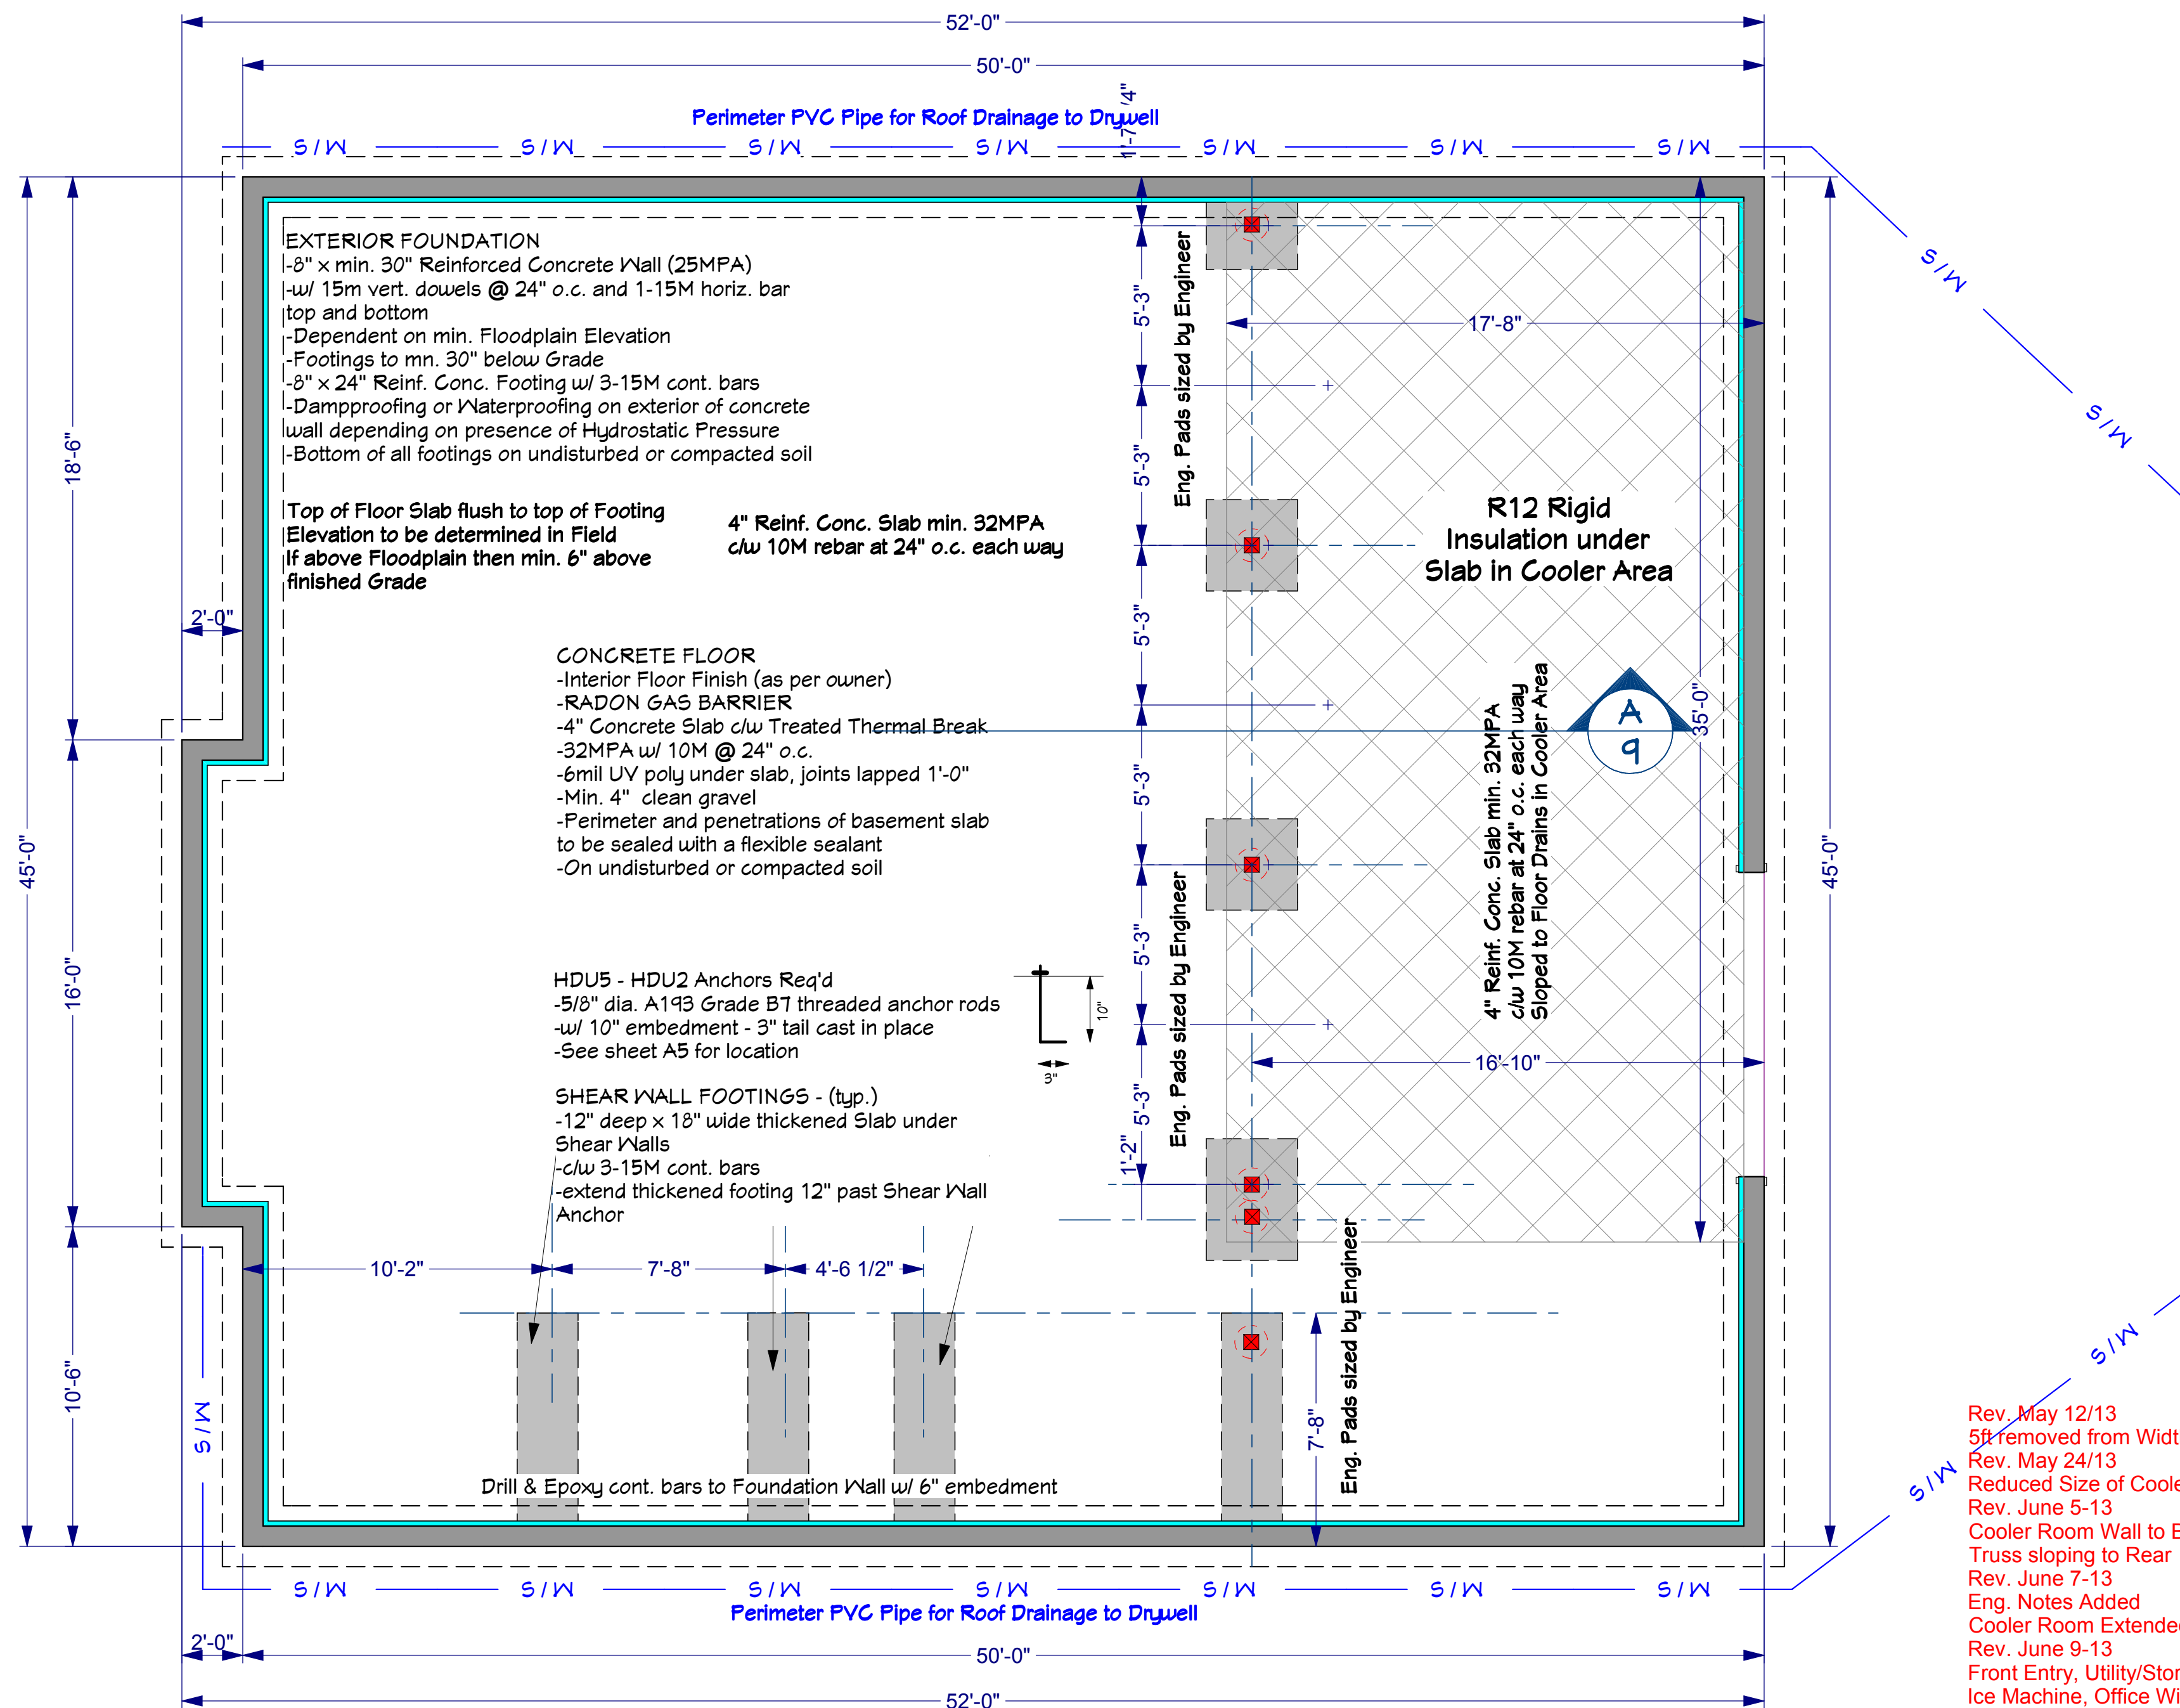 52'-0"
50'-0"
Perimeter PVC Pipe for Roof Drainage to Drywell
S / W S / W S / W S / W S / W S / W S / W
EXTERIOR FOUNDATION
-8" x min. 30" Reinforced Concrete Wall (25MPA)
-w/ 15m vert. dowels @ 24" o.c. and 1-15M horiz. bar
top and bottom
-Dependent on min. Floodplain Elevation
-Footings to mn. 30" below Grade
-8" x 24" Reinf. Conc. Footing w/ 3-15M cont. bars
-Dampproofing or Waterproofing on exterior of concrete
wall depending on presence of Hydrostatic Pressure
-Bottom of all footings on undisturbed or compacted soil
Top of Floor Slab flush to top of Footing
Elevation to be determined in Field
If above Floodplain then min. 6" above
finished Grade
4" Reinf. Conc. Slab min. 32MPA
c/w 10M rebar at 24" o.c. each way
CONCRETE FLOOR
-Interior Floor Finish (as per owner)
-RADON GAS BARRIER
-4" Concrete Slab c/w Treated Thermal Break
-32MPA w/ 10M @ 24" o.c.
-6mil UV poly under slab, joints lapped 1'-0"
-Min. 4" clean gravel
-Perimeter and penetrations of basement slab
to be sealed with a flexible sealant
-On undisturbed or compacted soil
HDU5 - HDU2 Anchors Req'd
-5/8" dia. A193 Grade B7 threaded anchor rods
-w/ 10" embedment - 3" tail cast in place
-See sheet A5 for location
10"
3"
SHEAR WALL FOOTINGS - (typ.)
-12" deep x 18" wide thickened Slab under
Shear Walls
-c/w 3-15M cont. bars
-extend thickened footing 12" past Shear Wall
Anchor
5'-3"
5'-3"
5'-3"
5'-3"
5'-3"
5'-3"
1'-2"
Eng. Pads sized by Engineer
Eng. Pads sized by Engineer
Eng. Pads sized by Engineer
17'-8"
R12 Rigid
Insulation under
Slab in Cooler Area
4" Reinf. Conc. Slab min. 32MPA
c/w 10M rebar at 24" o.c. each way
Sloped to Floor Drains in Cooler Area
A
9
35'-0"
16'-10"
45'-0"
18'-6"
2'-0"
16'-0"
10'-6"
45'-0"
10'-2" 7'-8" 4'-6 1/2"
7'-8"
Drill & Epoxy cont. bars to Foundation Wall w/ 6" embedment
S / W
S / W
S / W
S / W
S / W
S / W S / W S / W S / W S / W S / W S / W
Perimeter PVC Pipe for Roof Drainage to Drywell
2'-0"
50'-0"
52'-0"
Rev. May 12/13
5ft removed from
Rev. May 24/13
Reduced Size of
Rev. June 5-13
Cooler Room Wall to
Truss sloping to Rear
Rev. June 7-13
Eng. Notes Added
Cooler Room
Rev. June 9-13
Front Entry,
Ice Machine, Office